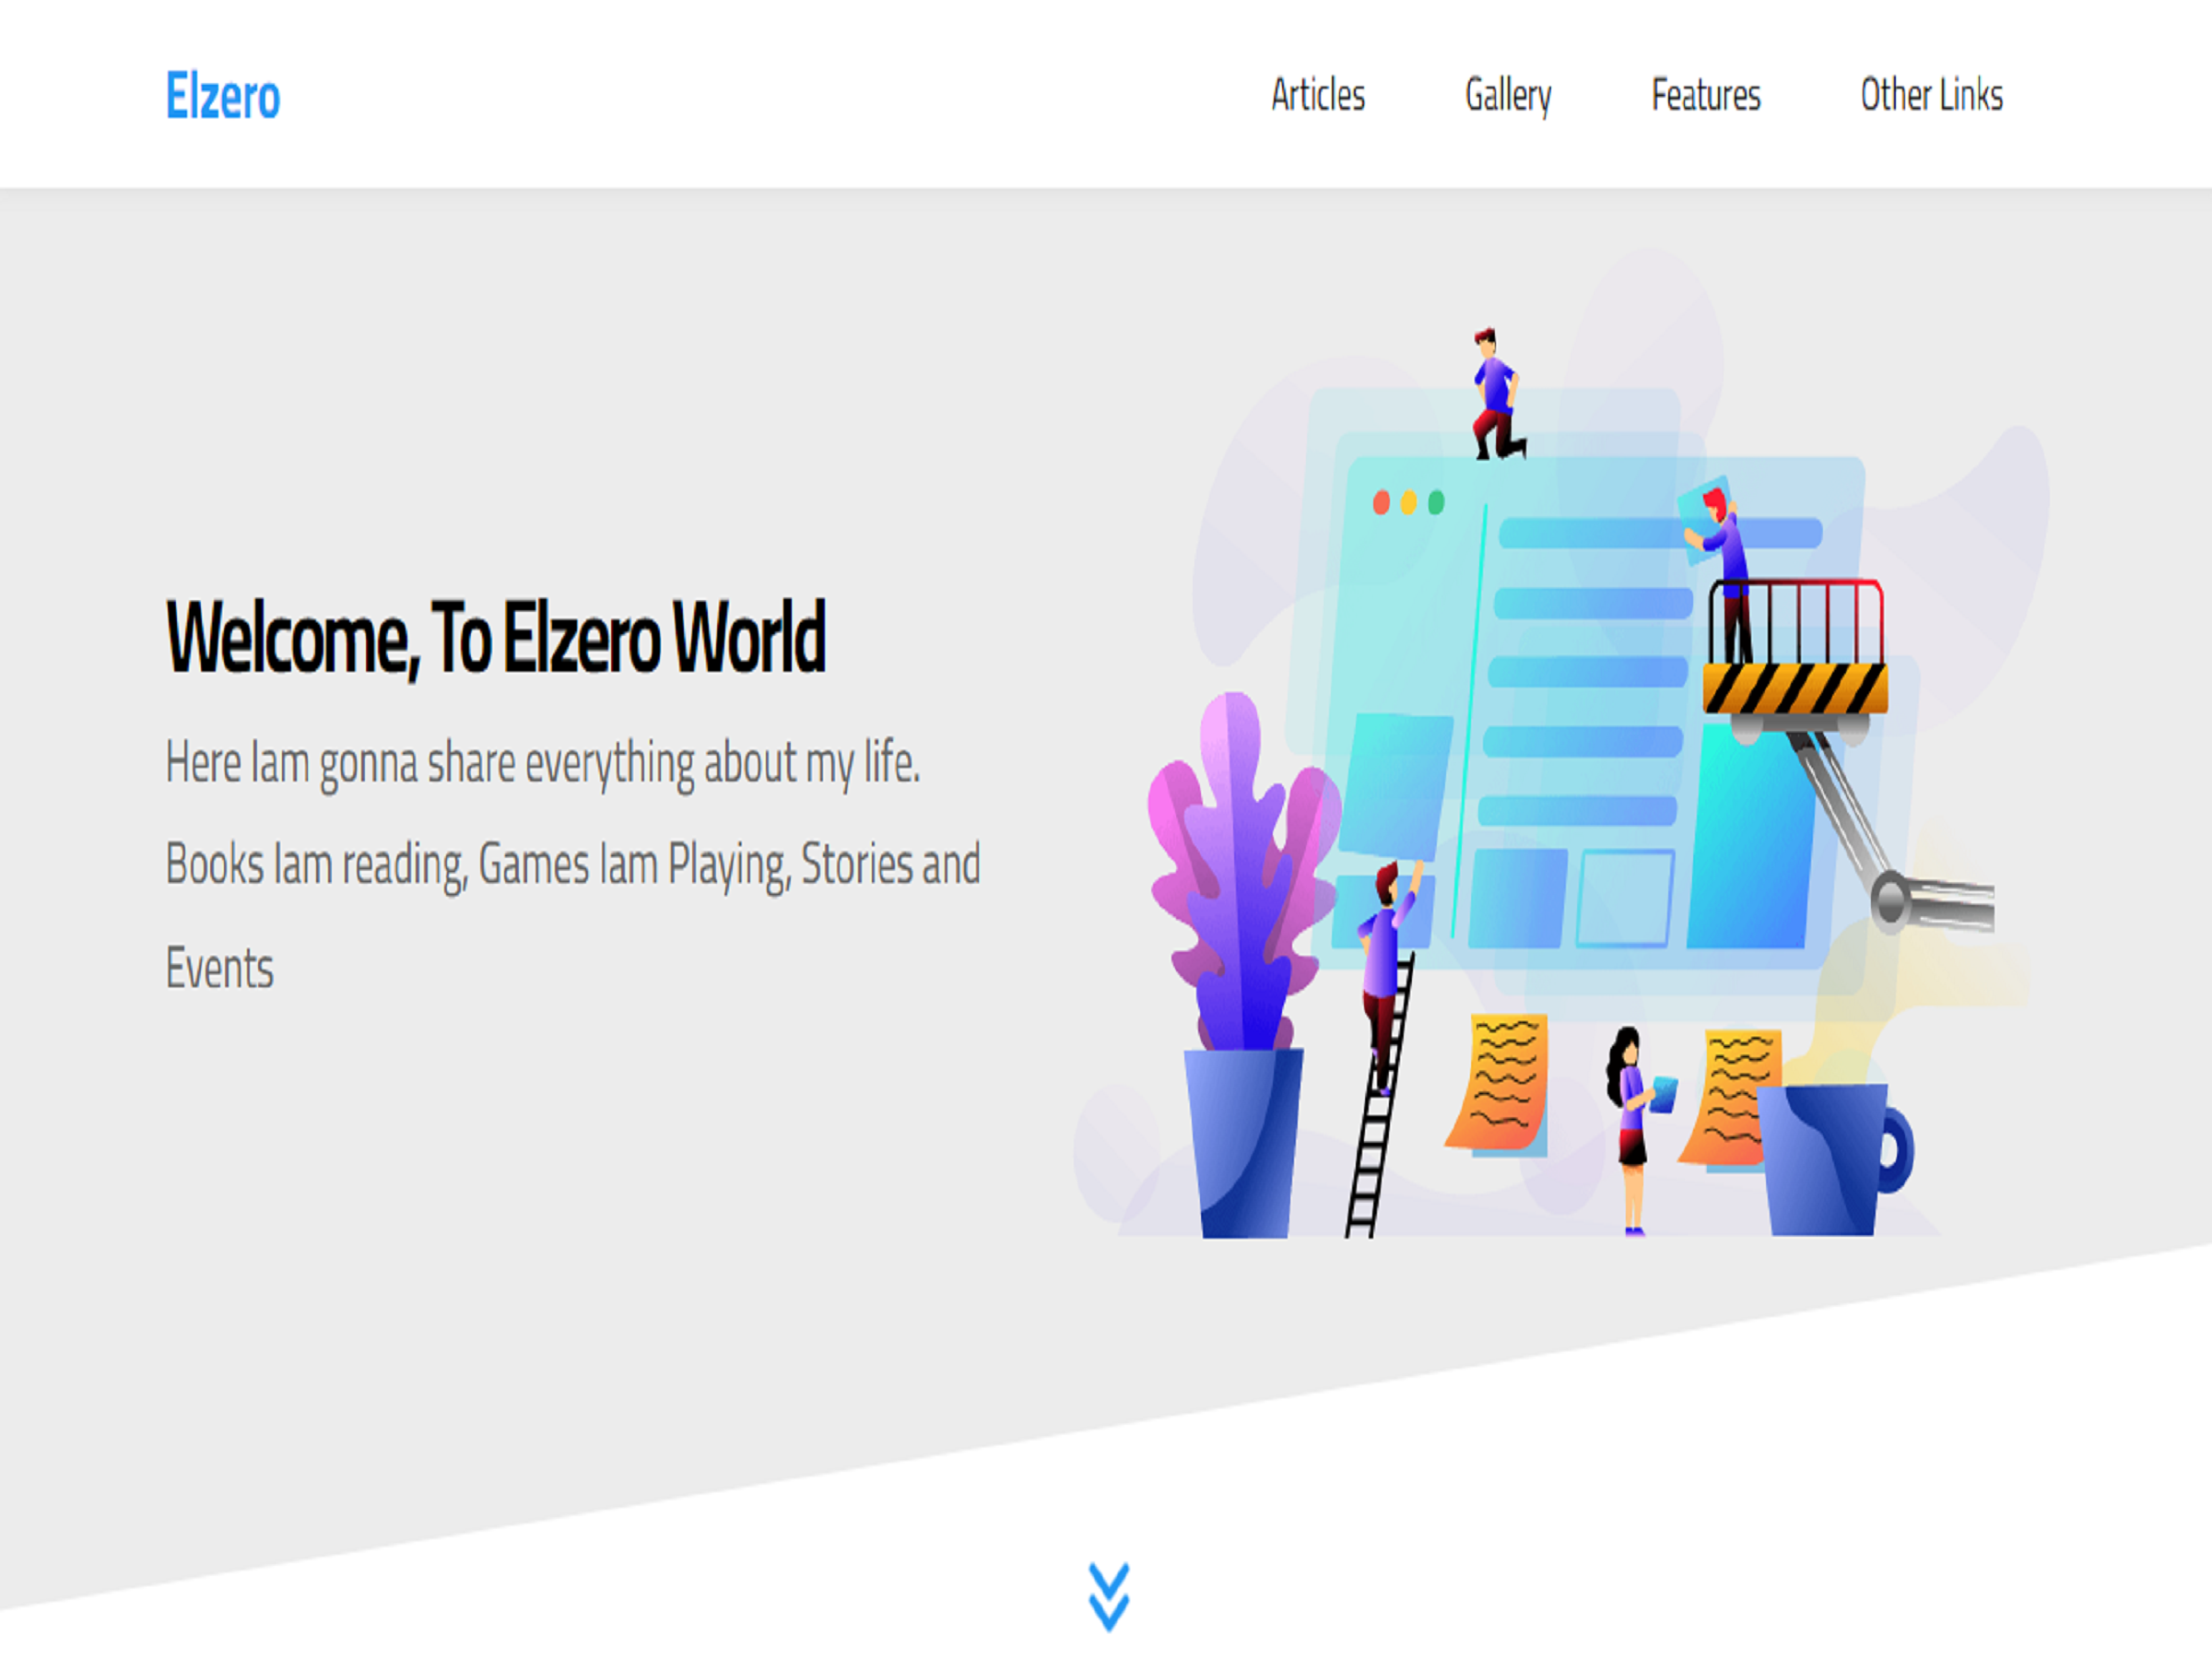 Elzero
Articles
Gallery
Features
Other Links
Welcome, To Elzero World
Here Iam gonna share everything about my life.
Books Iam reading, Games Iam Playing, Stories and
Events